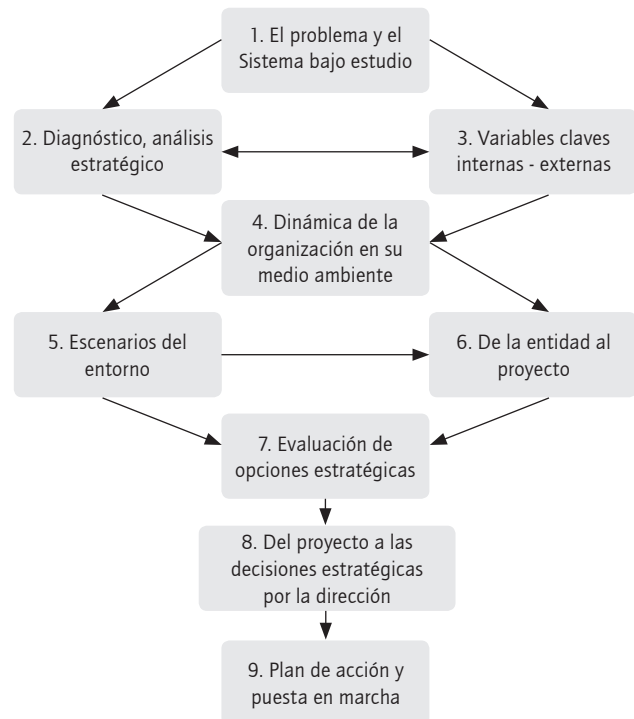 1. El problema y el
Sistema bajo estudio
2. Diagnóstico, análisis
estratégico
3. Variables claves
internas - externas
4. Dinámica de la
organización en su
medio ambiente
5. Escenarios del
entorno
6. De la entidad al
proyecto
7. Evaluación de
opciones estratégicas
8. Del proyecto a las
decisiones estratégicas
por la dirección
9. Plan de acción y
puesta en marcha